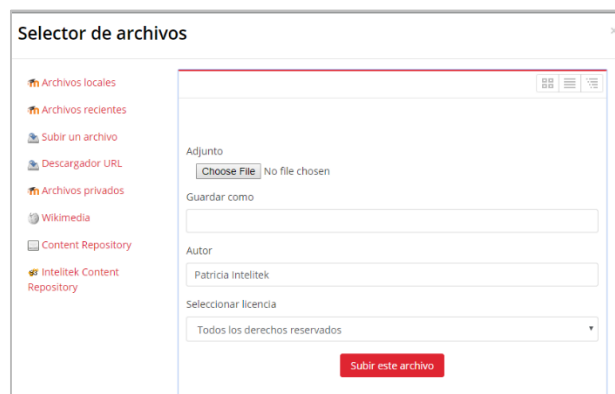 Selector de archivos
×
Archivos locales
Archivos recientes
Subir un archivo
Descargador URL
Archivos privados
Wikimedia
Content Repository
Intelitek Content
Repository
Adjunto
Choose File No file chosen
Guardar como
Autor
Patricia Intelitek
Seleccionar licencia
Todos los derechos reservados
Subir este archivo